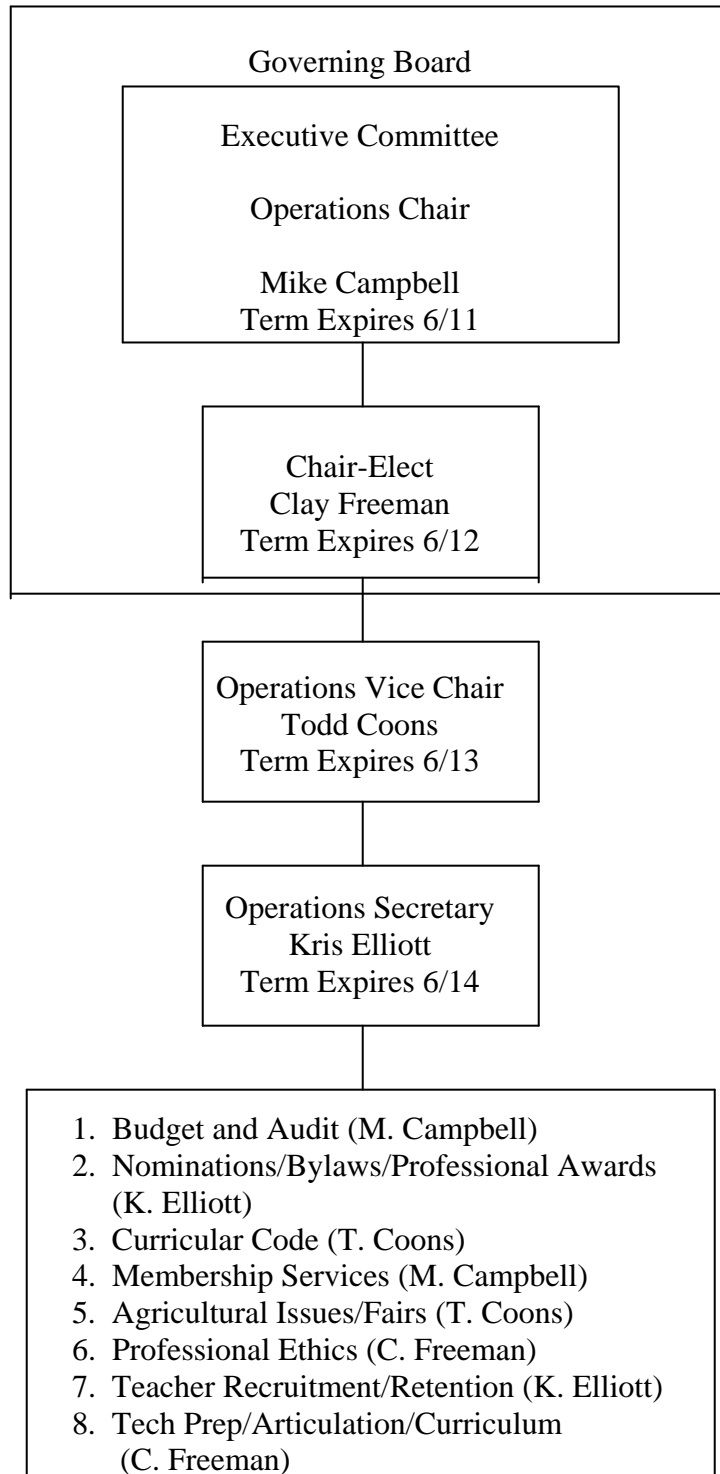 Governing Board
Executive Committee
Operations Chair
Mike Campbell
Term Expires 6/11
Chair-Elect
Clay Freeman
Term Expires 6/12
Operations Vice Chair
Todd Coons
Term Expires 6/13
Operations Secretary
Kris Elliott
Term Expires 6/14
1. Budget and Audit (M. Campbell)
2. Nominations/Bylaws/Professional Awards
(K. Elliott)
3. Curricular Code (T. Coons)
4. Membership Services (M. Campbell)
5. Agricultural Issues/Fairs (T. Coons)
6. Professional Ethics (C. Freeman)
7. Teacher Recruitment/Retention (K. Elliott)
8. Tech Prep/Articulation/Curriculum
(C. Freeman)